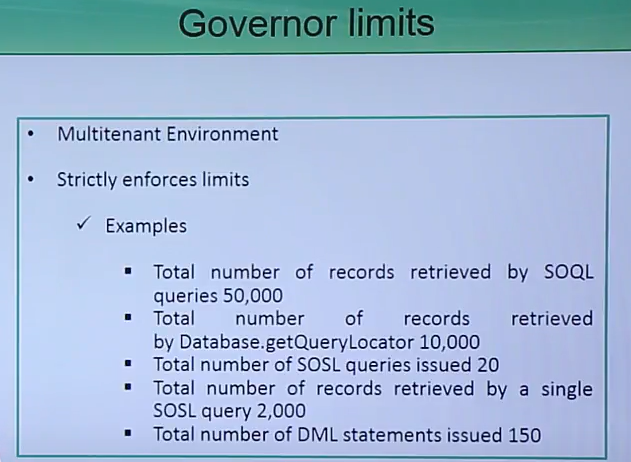 Governor limits
Multitenant Environment
Strictly enforces limits
Examples
Total number of records retrieved by SOQL
queries 50,000
Total number of records retrieved
by Database.getQueryLocator 10,000
Total number of SOSL queries issued 20
Total number of records retrieved by a single
SOSL query 2,000
Total number of DML statements issued 150